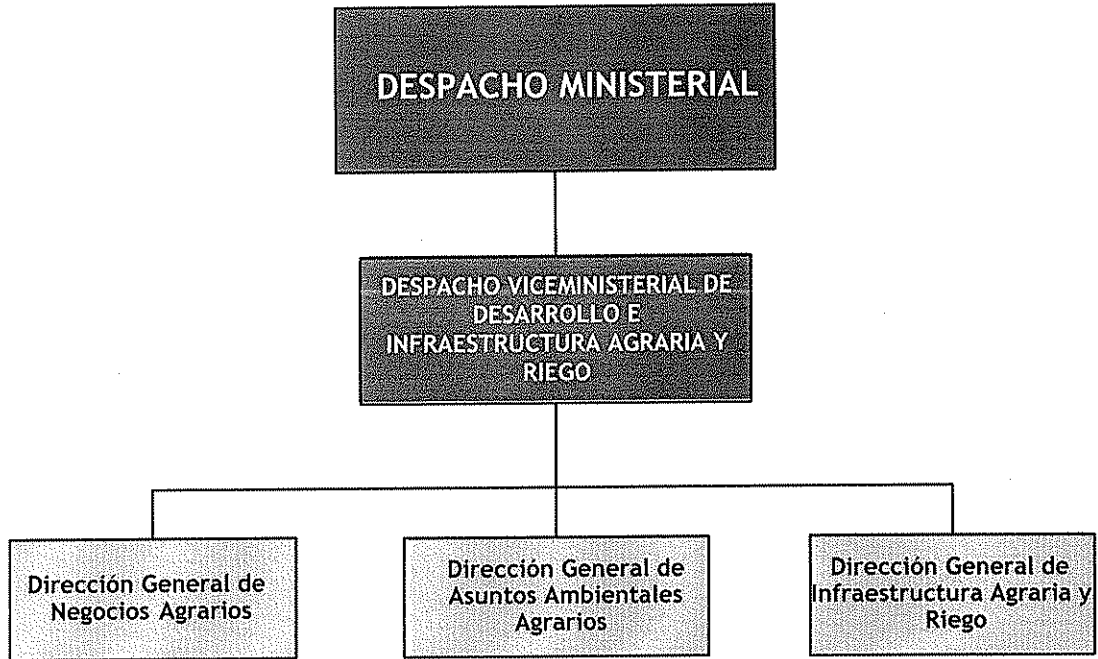 DESPACHO MINISTERIAL
DESPACHO VICEMINISTERIAL DE
DESARROLLO E
INFRAESTRUCTURA AGRARIA Y
RIEGO
Dirección General de
Negocios Agrarios
Dirección General de
Asuntos Ambientales
Agrarios
Dirección General de
Infraestructura Agraria y
Riego